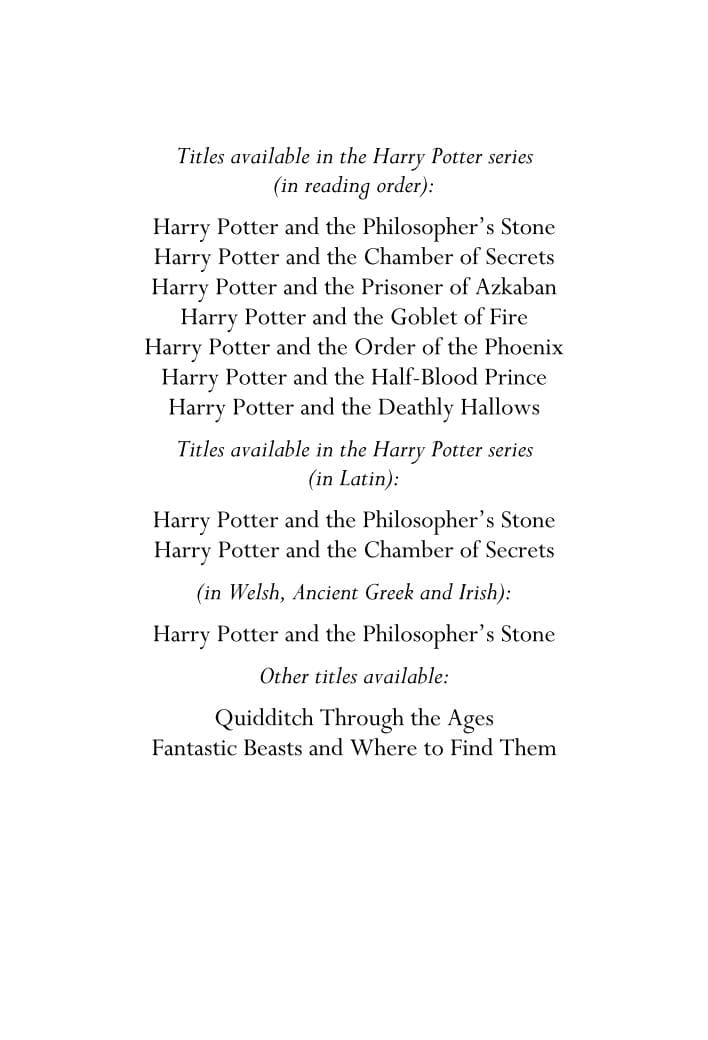 Titles available in the Harry Potter series
(in reading order):
Harry Potter and the Philosopher’s Stone
Harry Potter and the Chamber of Secrets
Harry Potter and the Prisoner of Azkaban
Harry Potter and the Goblet of Fire
Harry Potter and the Order of the Phoenix
Harry Potter and the Half-Blood Prince
Harry Potter and the Deathly Hallows
Titles available in the Harry Potter series
(in Latin):
Harry Potter and the Philosopher’s Stone
Harry Potter and the Chamber of Secrets
(in Welsh, Ancient Greek and Irish):
Harry Potter and the Philosopher’s Stone
Other titles available:
Quidditch Through the Ages
Fantastic Beasts and Where to Find Them